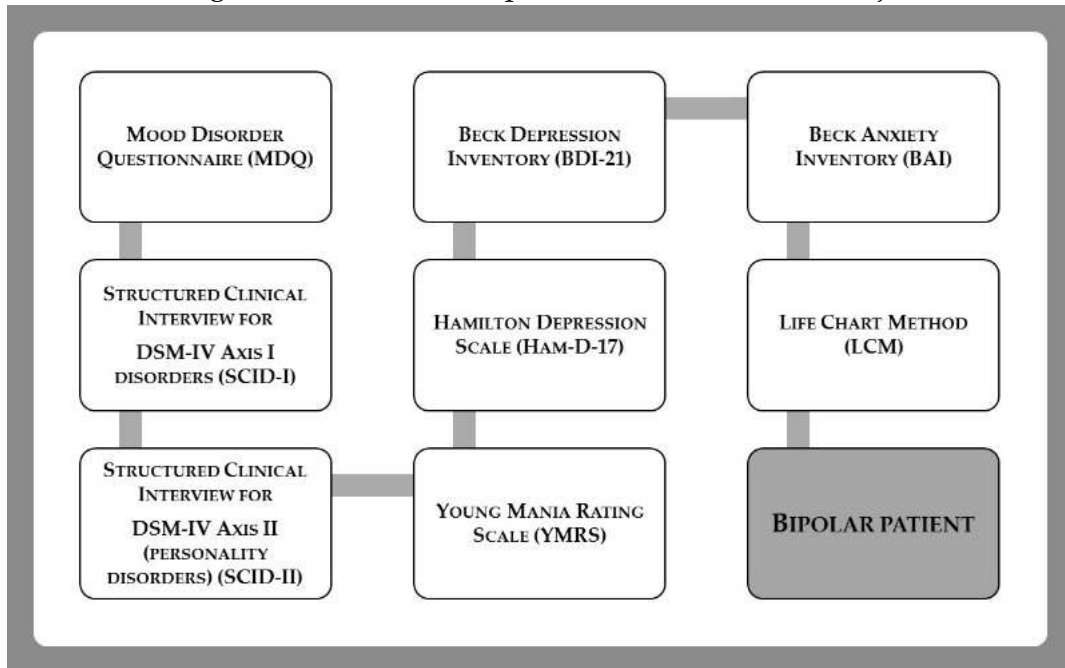 MOOD DISORDER
QUESTIONNAIRE (MDQ)
STRUCTURED CLINICAL
INTERVIEW FOR
DSM-IV AXIS I
DISORDERS (SCID-I)
STRUCTURED CLINICAL
INTERVIEW FOR
DSM-IV AXIS II
(PERSONALITY
DISORDERS) (SCID-II)
YOUNG MANIA RATING
SCALE (YMRS)
HAMILTON DEPRESSION
SCALE (HAM-D-17)
BECK DEPRESSION
INVENTORY (BDI-21)
BECK ANXIETY
INVENTORY (BAI)
LIFE CHART METHOD
(LCM)
BIPOLAR PATIENT